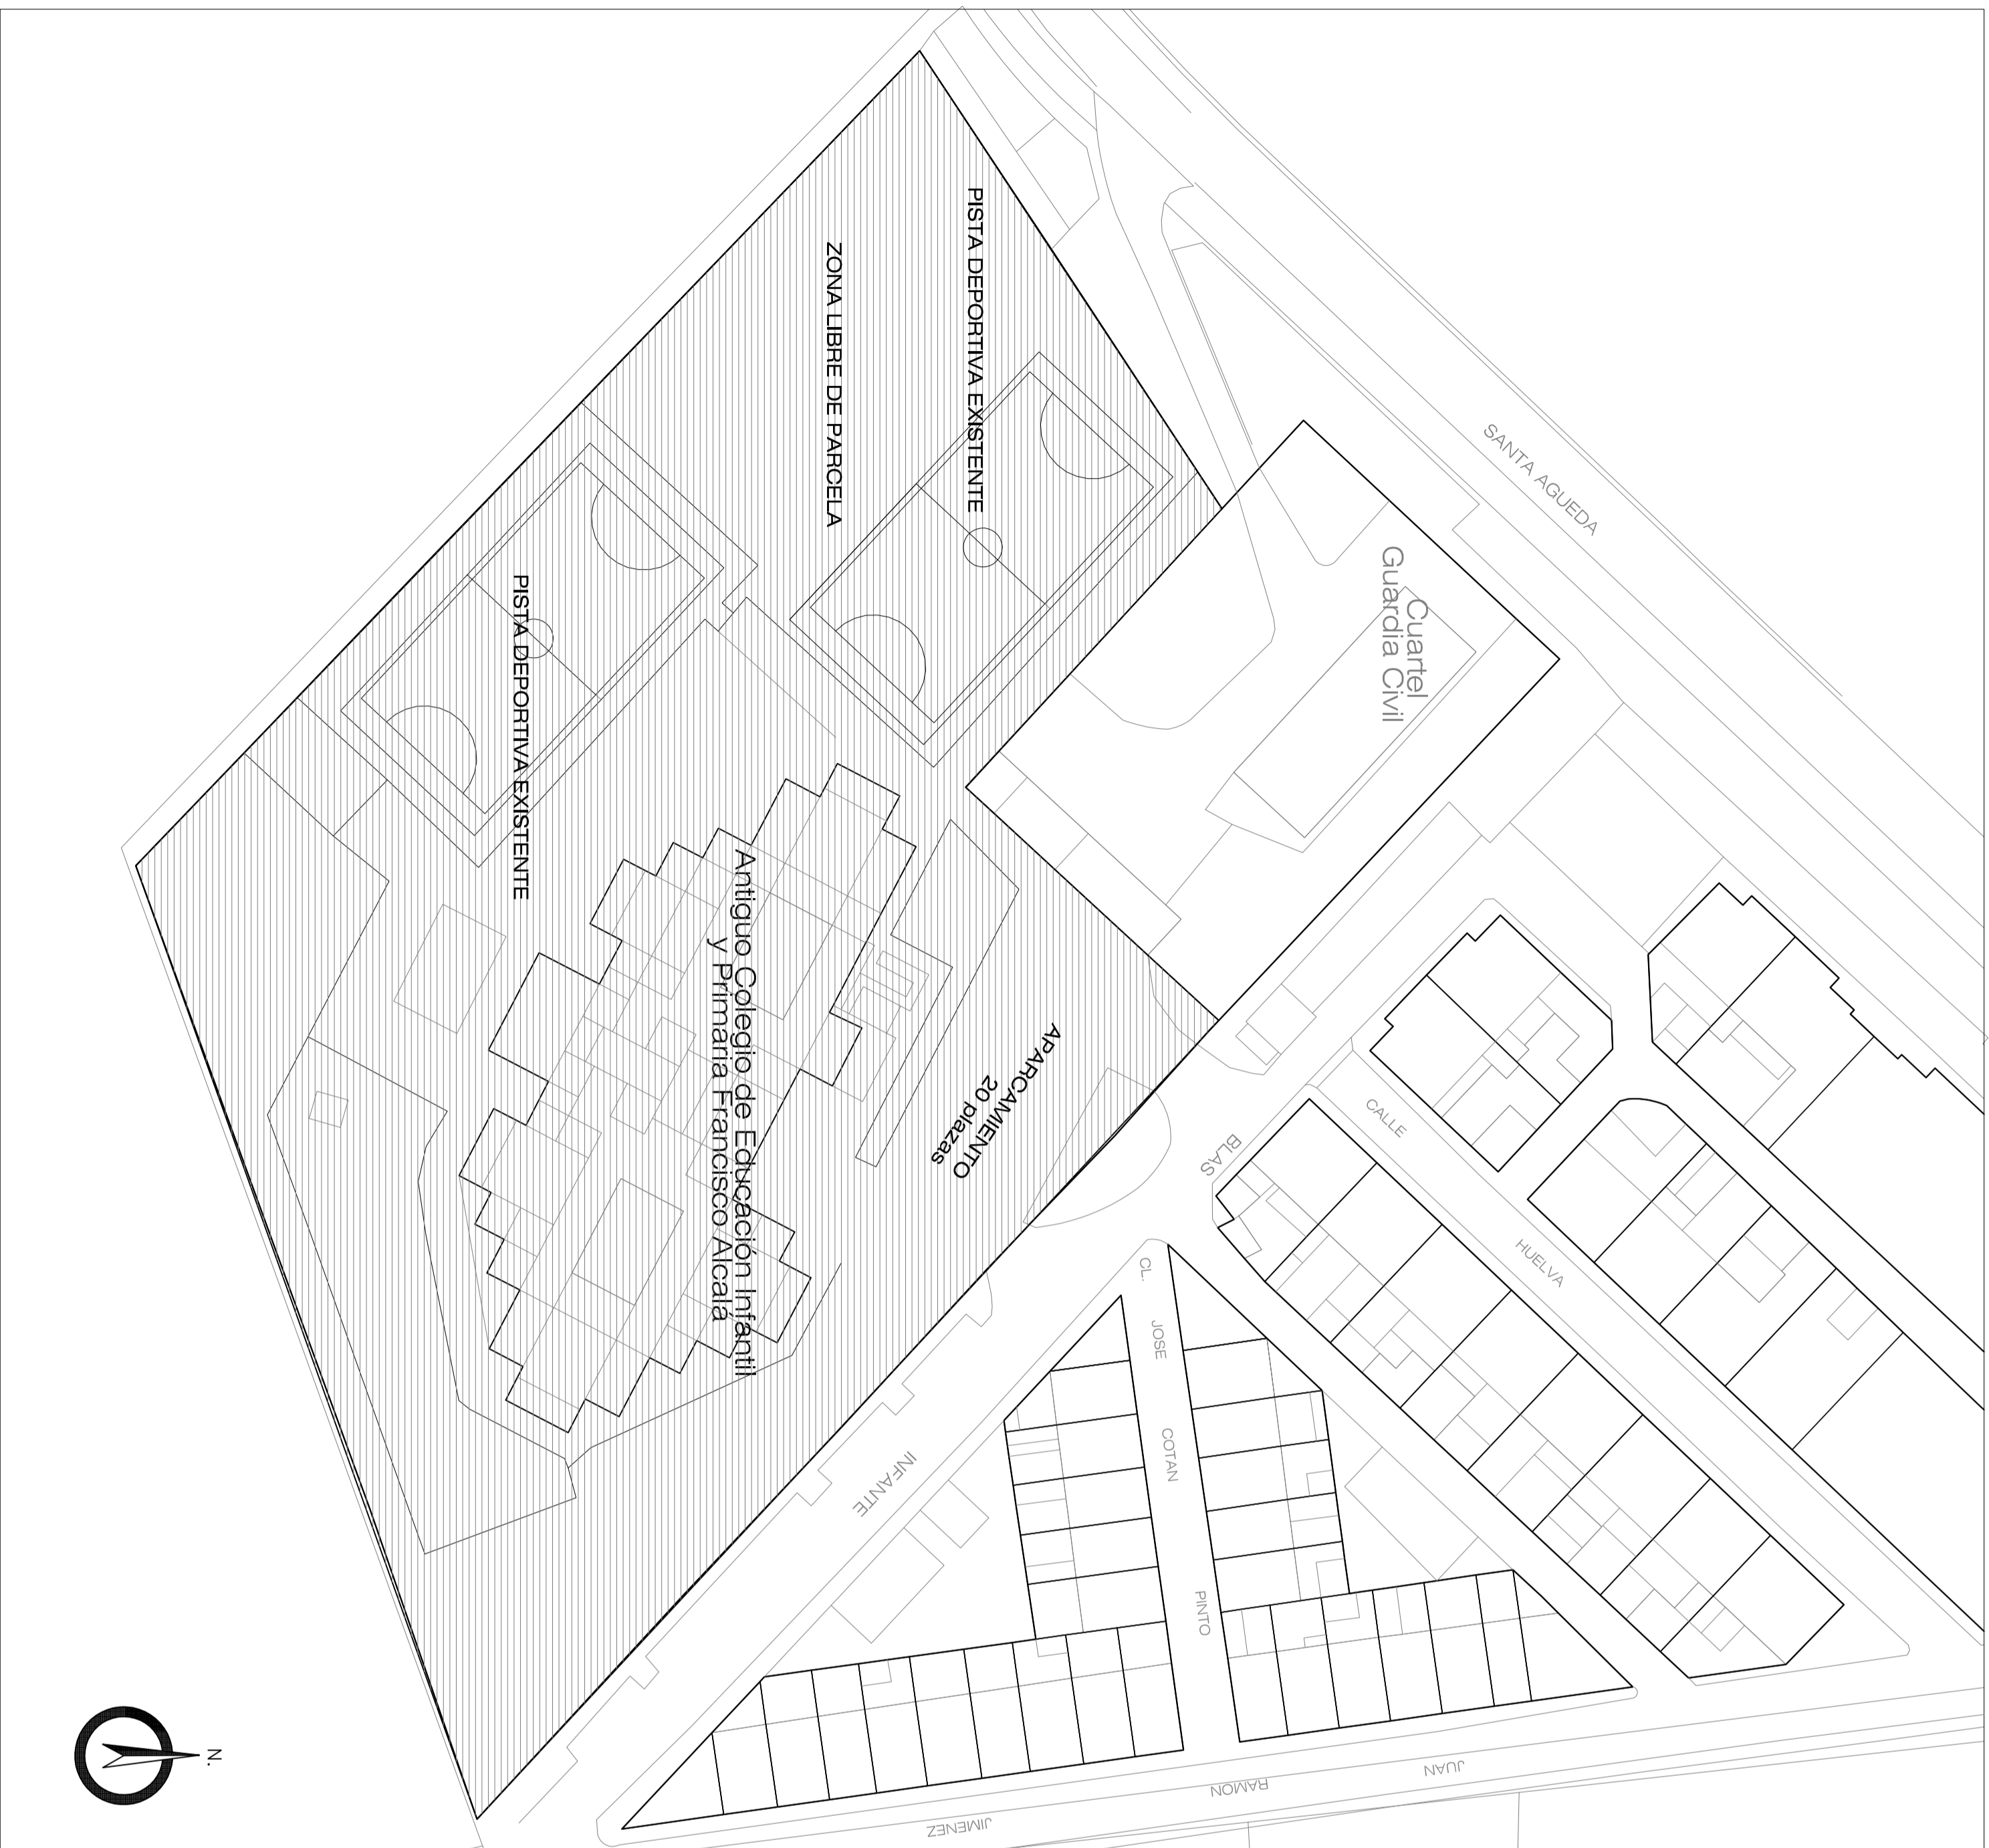 PISTA DEPORTIVA EXISTENTE
ZONA LIBRE DE PARCELA
PISTA DEPORTIVA EXISTENTE
SANTA AGUEDA
Cuartel
Guardia Civil
Antiguo Colegio de Educación Infantil
y Primaria Francisco Alcalá
APARCAMIENTO
20 plazas
BLAS
INFANTE
CALLE
HUELVA
CL.
JOSE
COTAN
PINTO
JUAN
RAMON
JIMENEZ
N.